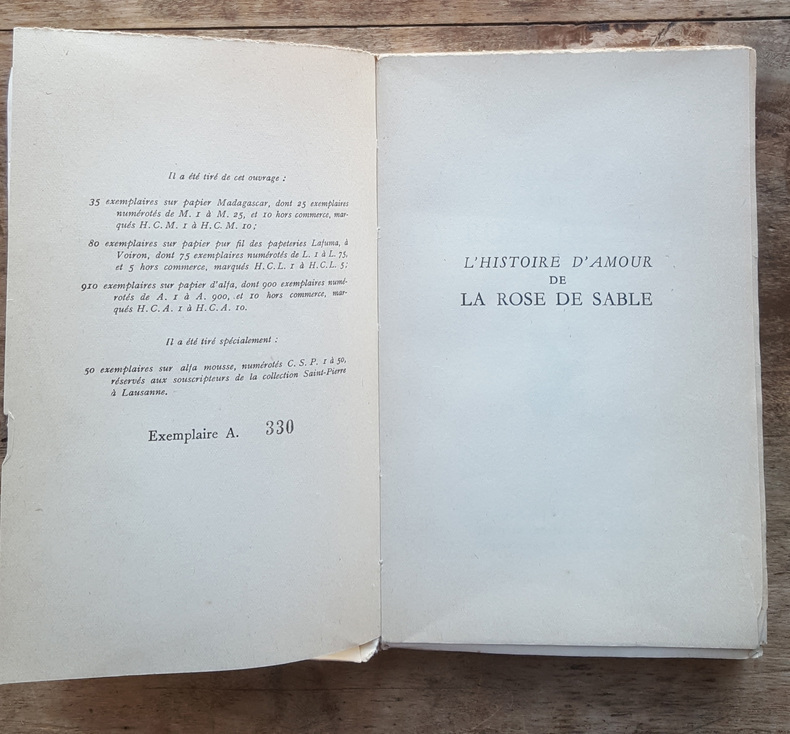 Il a été tiré de cet ouvrage :
35 exemplaires sur papier Madagascar, dont 25 exemplaires
numérotés de M. 1 à M. 25, et 10 hors commerce, mar-
qués H. C. M. 1 à H. C. M. 10 ;
80 exemplaires sur papier pur fil des papeteries Lafuma, à
Voiron, dont 75 exemplaires numérotés de L. 1 à L. 75,
et 5 hors commerce, marqués H.C.L. 1 à H.C.L. 5 ;
910 exemplaires sur papier d'alfa, dont 900 exemplaires numé-
rotés de A. 1 à A. 900, et 10 hors commerce, mar-
qués H. C. A. 1 à H. C. A. 10.
Il a été tiré spécialement :
50 exemplaires sur alfa mousse, numérotés C. S. P. 1 à 50,
réservés aux souscripteurs de la collection Saint-Pierre
à Lausanne.
Exemplaire A. 330
L'HISTOIRE D'AMOUR
DE
LA ROSE DE SABLE